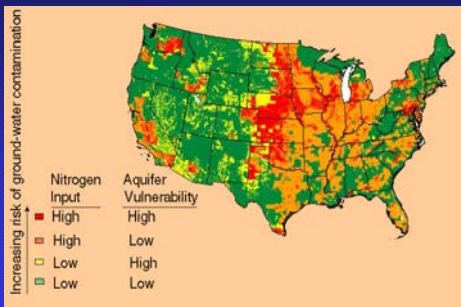 Increasing risk of ground-water contamination
Nitrogen Input
Aquifer Vulnerability
High High
High Low
Low High
Low Low